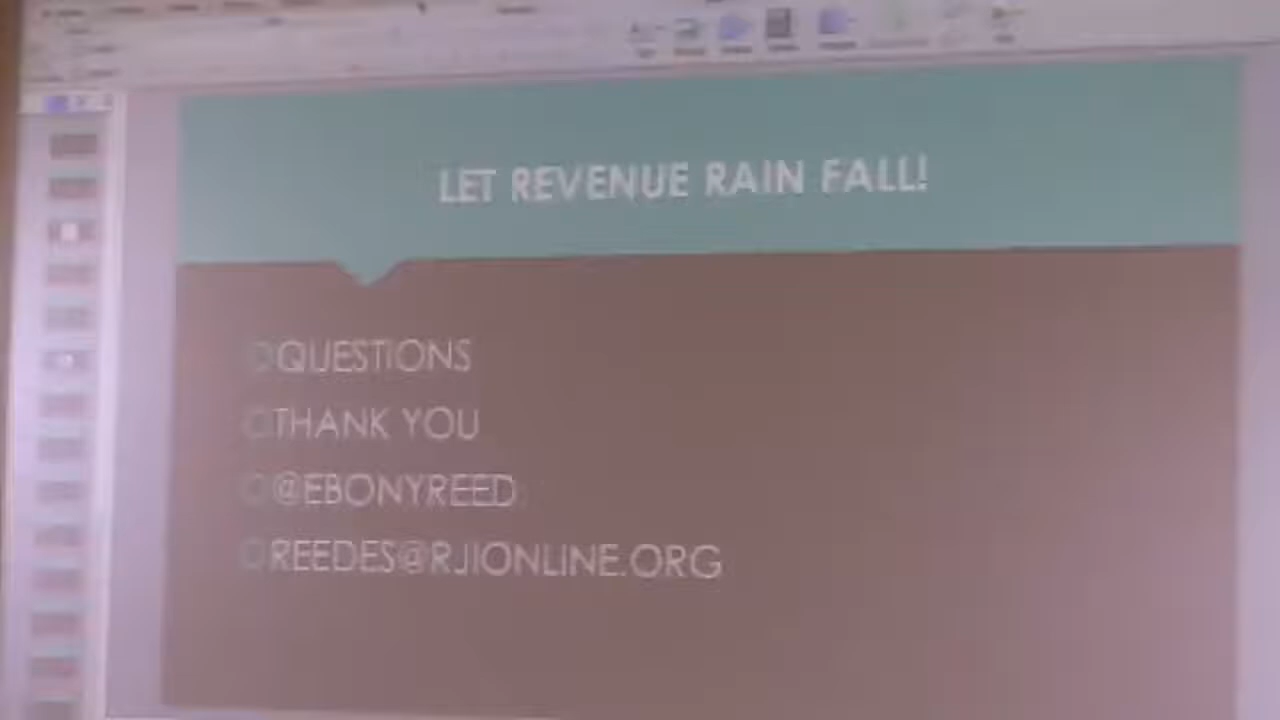 LET REVENUE RAIN FALL!
QUESTIONS
THANK YOU
@EBONYREED
REEDES@RJIONLINE.ORG